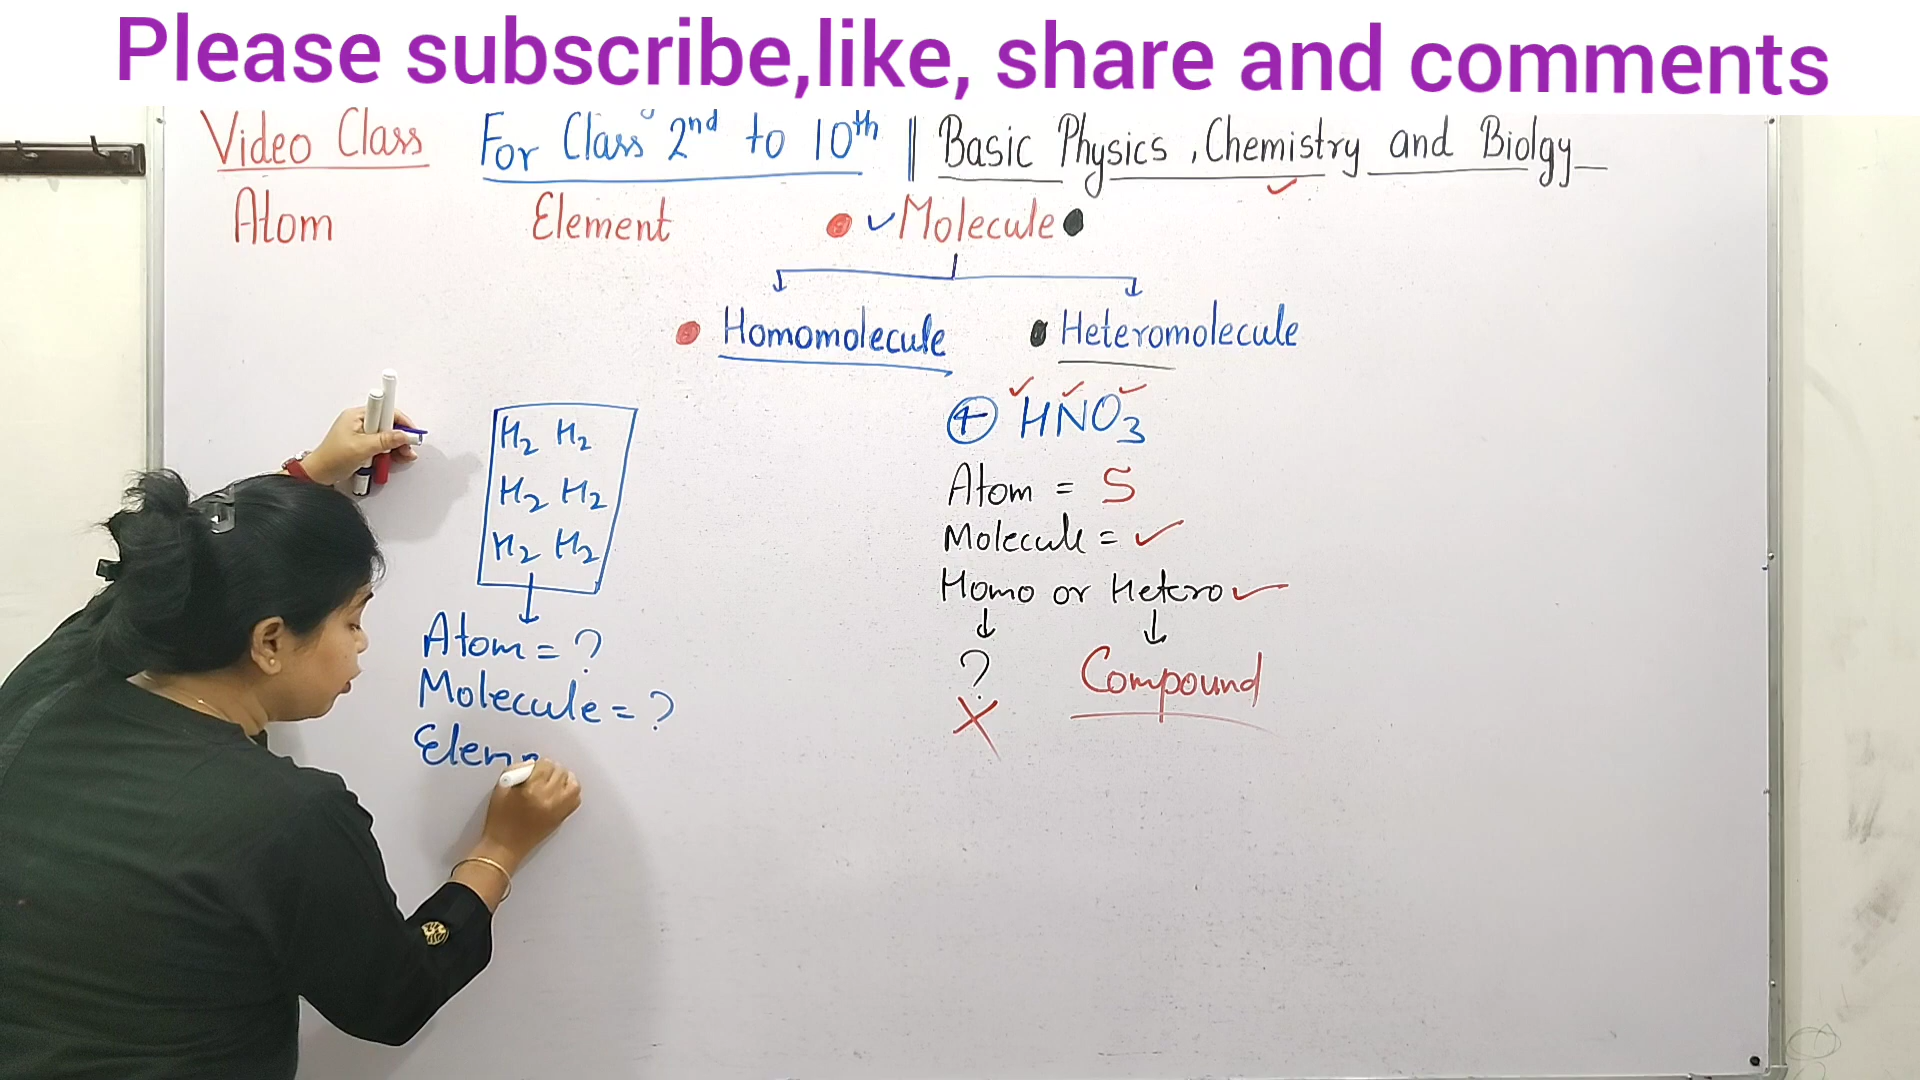 Please subscribe,like, share and comments
Video Class For Class 2nd to 10th || Basic Physics ,Chemistry and Biolgy
Atom Element Molecule
Homomolecule Heteromolecule
H2 H2
H2 H2
H2 H2
Atom = ?
Molecule = ?
Elem
4 HNO3
Atom = 5
Molecule = ✓
Homo or Hetero ✓
? Compound
X